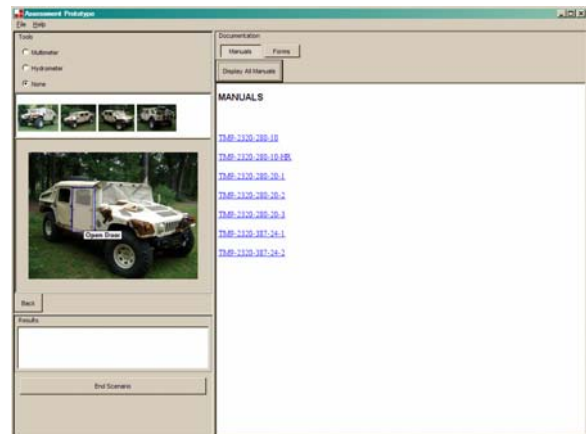 Assessment Prototype
File Help
Tools
Multimeter
Hydrometer
None
Open Door
Back
Results
End Scenario
Documentation
Manuals Forms
Display All Manuals
MANUALS
TM9-2320-280-10
TM9-2320-280-10-HR
TM9-2320-280-20-1
TM9-2320-280-20-2
TM9-2320-280-20-3
TM9-2320-387-24-1
TM9-2320-387-24-2